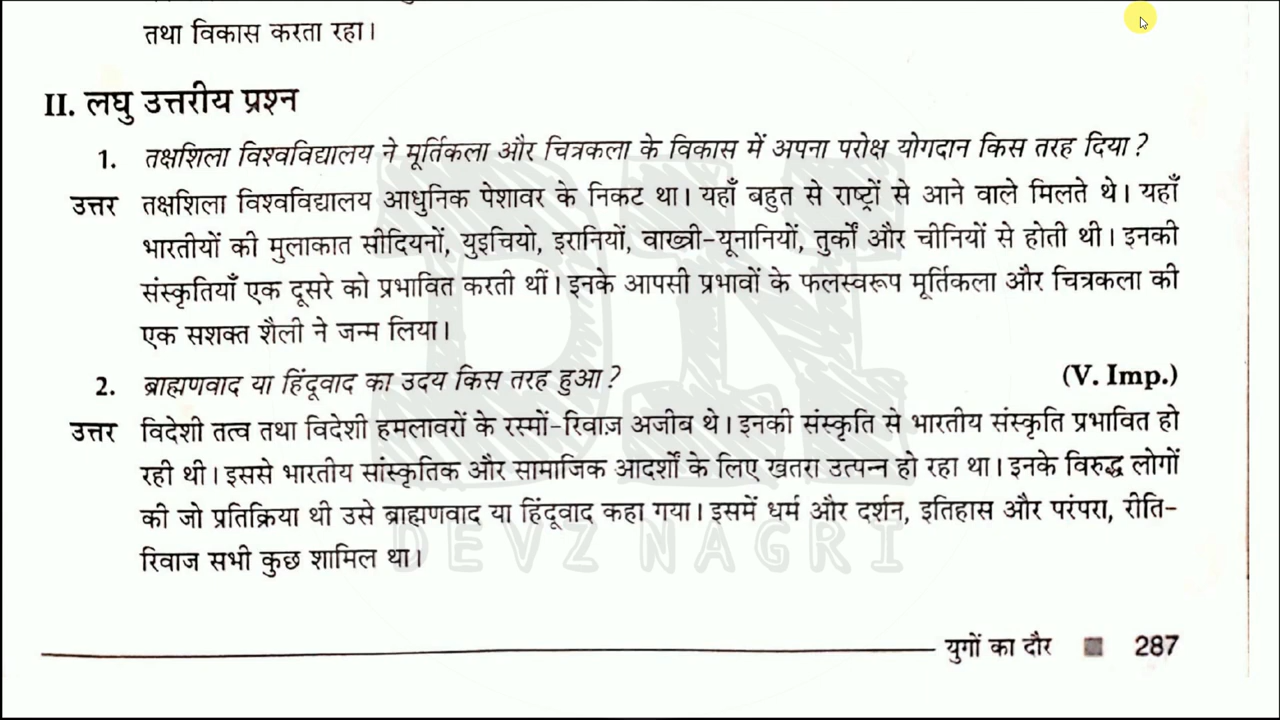 तथा विकास करता रहा।
II. लघु उत्तरीय प्रश्न
1. तक्षशिला विश्वविद्यालय ने मूर्तिकला और चित्रकला के विकास में अपना परोक्ष योगदान किस तरह दिया?
उत्तर तक्षशिला विश्वविद्यालय आधुनिक पेशावर के निकट था। यहाँ बहुत से राष्ट्रों से आने वाले मिलते थे। यहाँ
भारतीयों की मुलाकात सीदियनों, युइचियो, इरानियों, वाख्त्री-यूनानियों, तुर्कों और चीनियों से होती थी। इनकी
संस्कृतियाँ एक दूसरे को प्रभावित करती थीं। इनके आपसी प्रभावों के फलस्वरूप मूर्तिकला और चित्रकला की
एक सशक्त शैली ने जन्म लिया।
2. ब्राह्मणवाद या हिंदूवाद का उदय किस तरह हुआ? (V. Imp.)
उत्तर विदेशी तत्व तथा विदेशी हमलावरों के रस्मों-रिवाज़ अजीब थे। इनकी संस्कृति से भारतीय संस्कृति प्रभावित हो
रही थी। इससे भारतीय सांस्कृतिक और सामाजिक आदर्शों के लिए खतरा उत्पन्न हो रहा था। इनके विरुद्ध लोगों
की जो प्रतिक्रिया थी उसे ब्राह्मणवाद या हिंदूवाद कहा गया। इसमें धर्म और दर्शन, इतिहास और परंपरा, रीति-
रिवाज सभी कुछ शामिल था।
DEVZ NAGRI
युगों का दौर 287